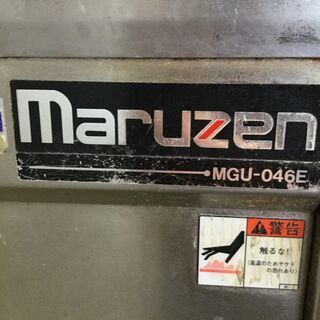 maruzen
MGU-046E
警告
触るな!
(高温のためヤケド
の恐れあり)